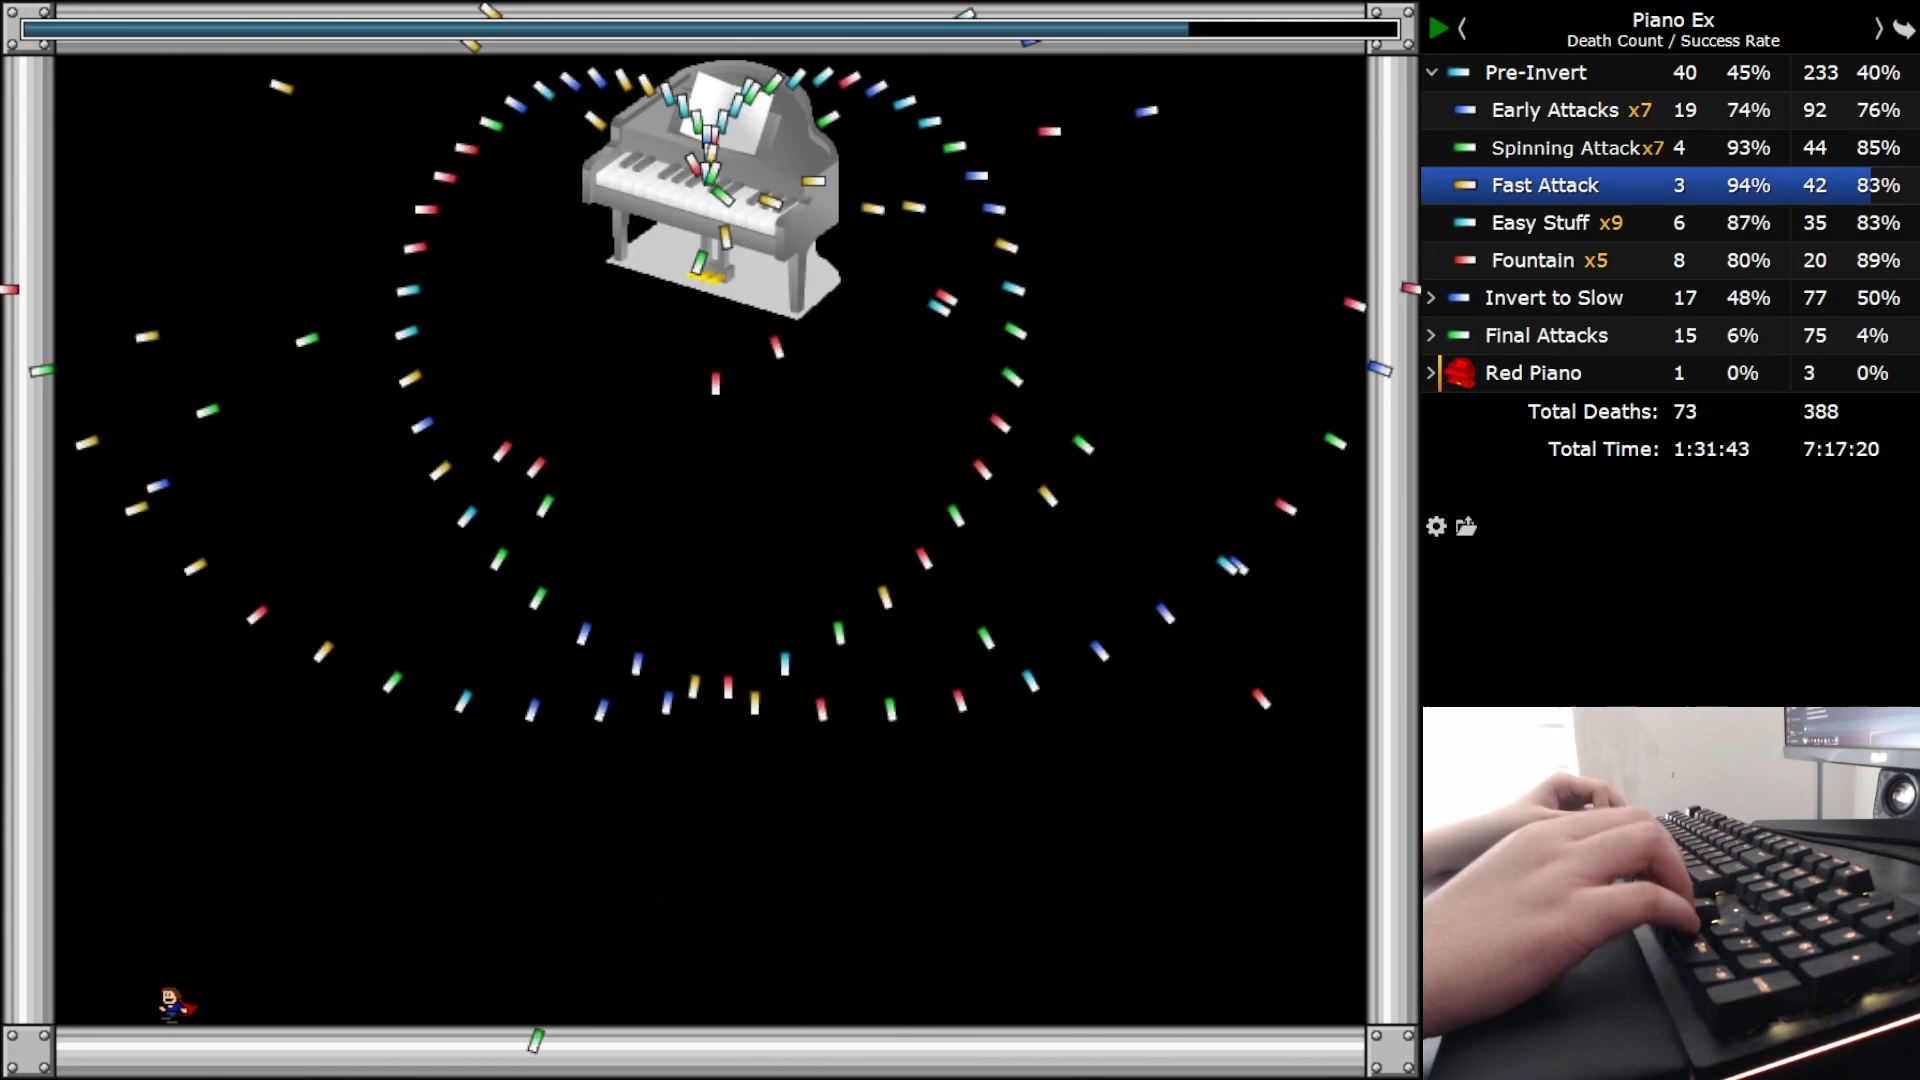 Piano Ex
Death Count / Success Rate
Pre-Invert 40 45% 233 40%
Early Attacks x7 19 74% 92 76%
Spinning Attackx7 4 93% 44 85%
Fast Attack 3 94% 42 83%
Easy Stuff x9 6 87% 35 83%
Fountain x5 8 80% 20 89%
Invert to Slow 17 48% 77 50%
Final Attacks 15 6% 75 4%
Red Piano 1 0% 3 0%
Total Deaths: 73 388
Total Time: 1:31:43 7:17:20